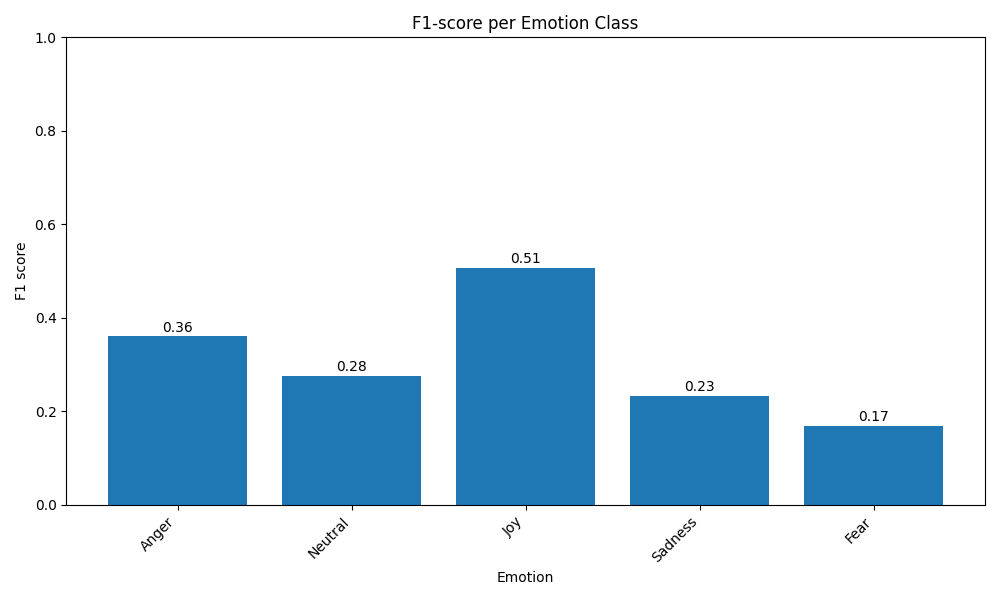 F1-score per Emotion Class
F1 score
1.0
0.8
0.6
0.4
0.2
0.0
0.36
0.28
0.51
0.23
0.17
Anger
Neutral
Joy
Sadness
Fear
Emotion